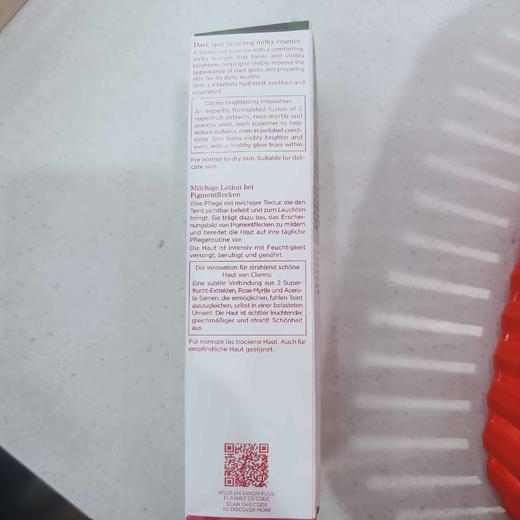 Dark spot targeting milky essence
A treatment essence with a comforting,
milky texture that tones and visibly
brightens, helping to visibly improve the
appearance of dark spots and preparing
skin for its daily routine.
Skin is intensely hydrated, soothed and
nourished.
Clarins brightening innovation:
An expertly formulated fusion of 2
superfruit extracts, rose-myrtle and
acerola seed, work together to help
reduce dullness, even in polluted condi-
tions. Skin looks visibly brighter and
even, with a healthy glow from within.
For normal to dry skin. Suitable for deli-
cate skin.
Milchige Lotion bei
Pigmentflecken
Eine Pflege mit milchiger Textur, die den
Teint sichtbar belebt und zum Leuchten
bringt. Sie trägt dazu bei, das Erschei-
nungsbild von Pigmentflecken zu mildern
und bereitet die Haut auf ihre tägliche
Pflegeroutine vor.
Die Haut ist intensiv mit Feuchtigkeit
versorgt, beruhigt und genährt.
Die Innovation für strahlend schöne
Haut von Clarins:
Eine subtile Verbindung aus 2 Super-
frucht-Extrakten, Rose-Myrtle und Acero-
la-Samen, die ermöglichen, fahlen Teint
auszugleichen, selbst in einer belasteten
Umwelt. Die Haut ist sichtbar leuchtender,
gleichmäßiger und strahlt Schönheit
aus.
Für normale bis trockene Haut. Auch für
empfindliche Haut geeignet.
POUR EN SAVOIR PLUS
FLASHEZ CE CODE
SCAN THIS CODE
TO DISCOVER MORE